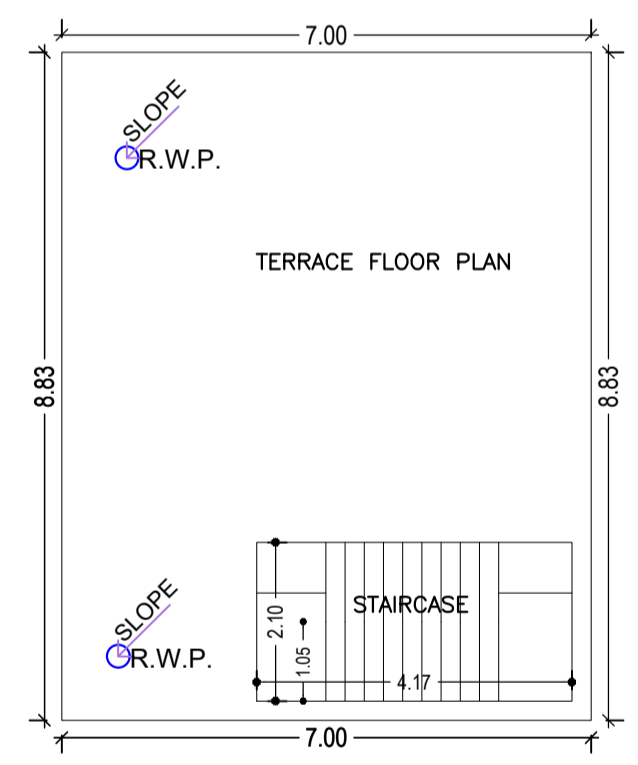 7.00
SLOPE
R.W.P.
TERRACE FLOOR PLAN
8.83
8.83
SLOPE
R.W.P.
STAIRCASE
2.10
1.05
4.17
7.00